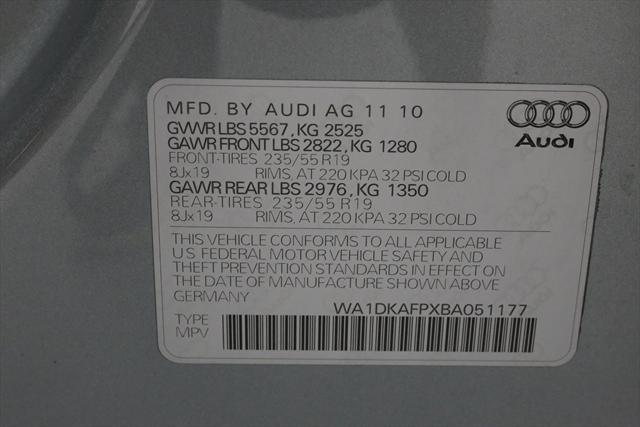 MFD. BY AUDI AG 11 10
GVWR LBS 5567, KG 2525
GAWR FRONT LBS 2822, KG 1280
FRONT-TIRES 235/55 R19
8Jx19 RIMS, AT 220 KPA 32 PSI COLD
GAWR REAR LBS 2976, KG 1350
REAR-TIRES 235/55 R19
8Jx19 RIMS, AT 220 KPA 32 PSI COLD
Audi
THIS VEHICLE CONFORMS TO ALL APPLICABLE
U.S. FEDERAL MOTOR VEHICLE SAFETY AND
THEFT PREVENTION STANDARDS IN EFFECT ON
THE DATE OF MANUFACTURE SHOWN ABOVE
GERMANY WA1DKAFPXBA051177
TYPE
MPV